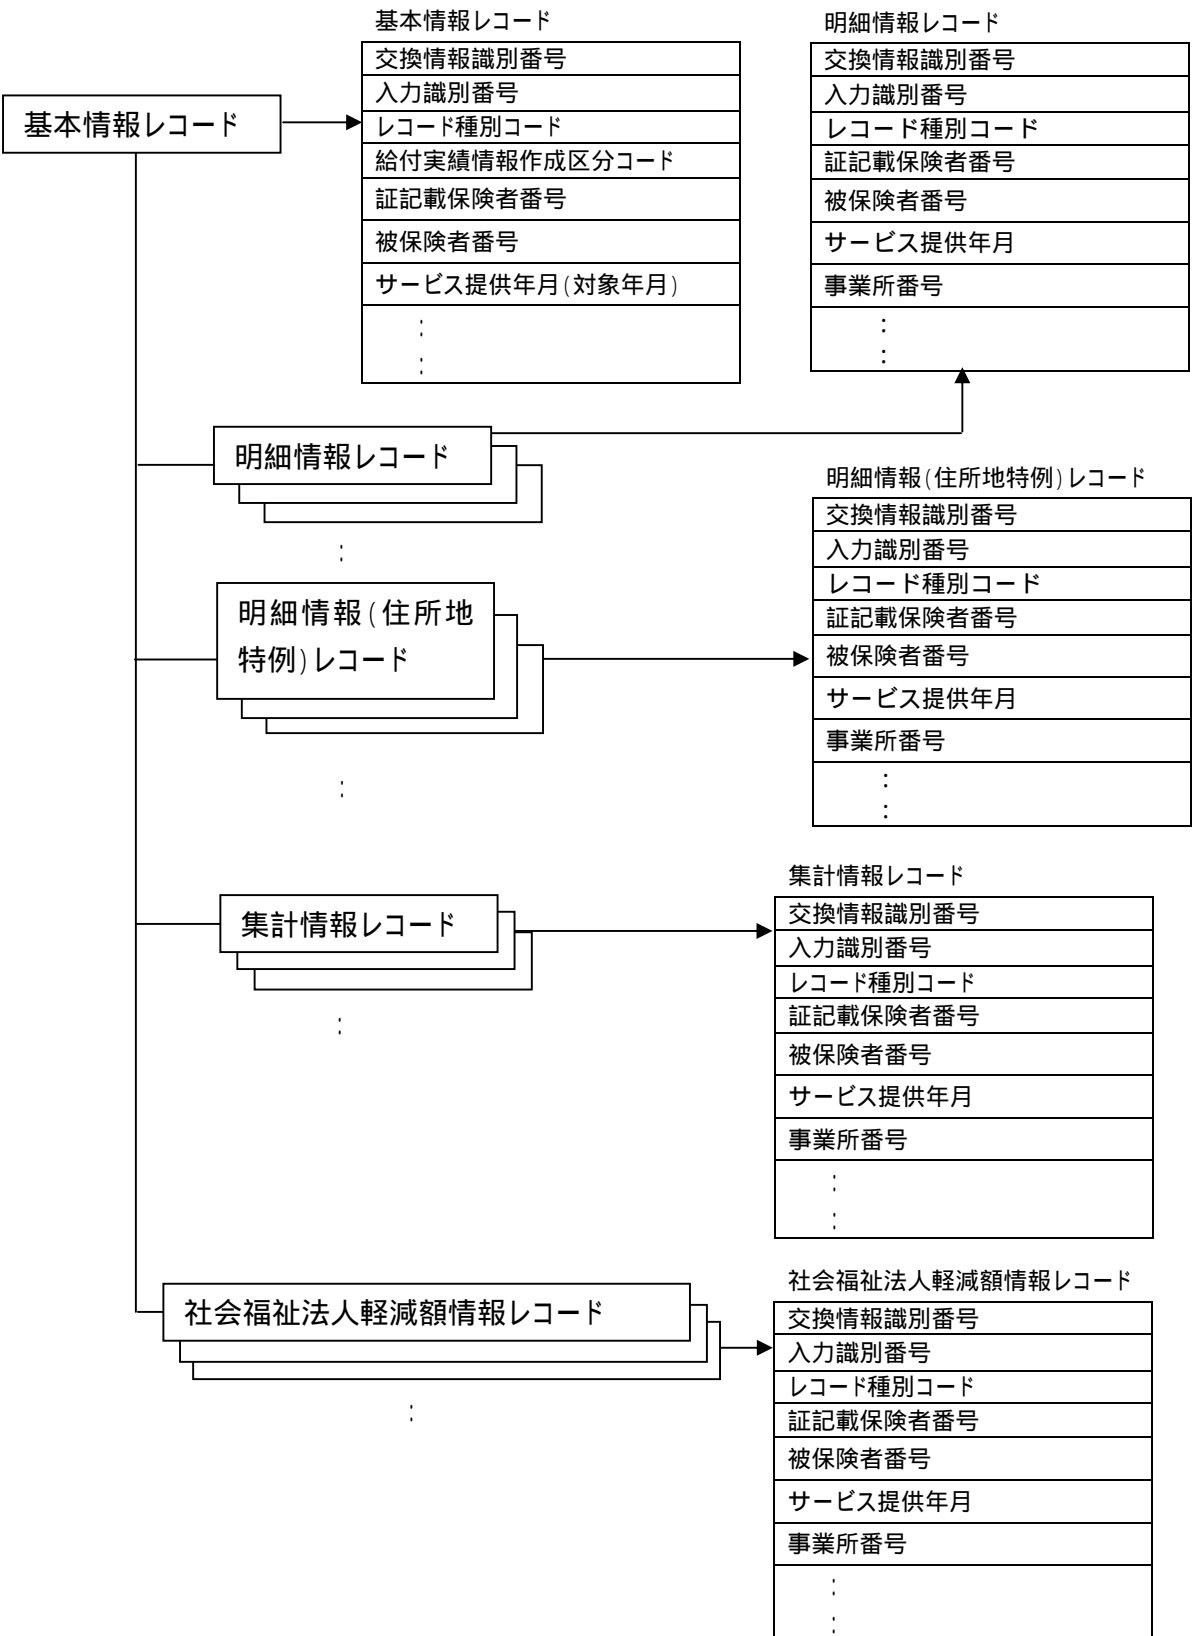 基本情報レコード
基本情報レコード
交換情報識別番号
入力識別番号
レコード種別コード
給付実績情報作成区分コード
証記載保険者番号
被保険者番号
サービス提供年月(対象年月)
:
:
明細情報レコード
交換情報識別番号
入力識別番号
レコード種別コード
証記載保険者番号
被保険者番号
サービス提供年月
事業所番号
:
:
明細情報レコード
:
明細情報(住所地
特例)レコード
:
明細情報(住所地特例)レコード
交換情報識別番号
入力識別番号
レコード種別コード
証記載保険者番号
被保険者番号
サービス提供年月
事業所番号
:
:
集計情報レコード
:
集計情報レコード
交換情報識別番号
入力識別番号
レコード種別コード
証記載保険者番号
被保険者番号
サービス提供年月
事業所番号
:
:
社会福祉法人軽減額情報レコード
:
社会福祉法人軽減額情報レコード
交換情報識別番号
入力識別番号
レコード種別コード
証記載保険者番号
被保険者番号
サービス提供年月
事業所番号
:
: